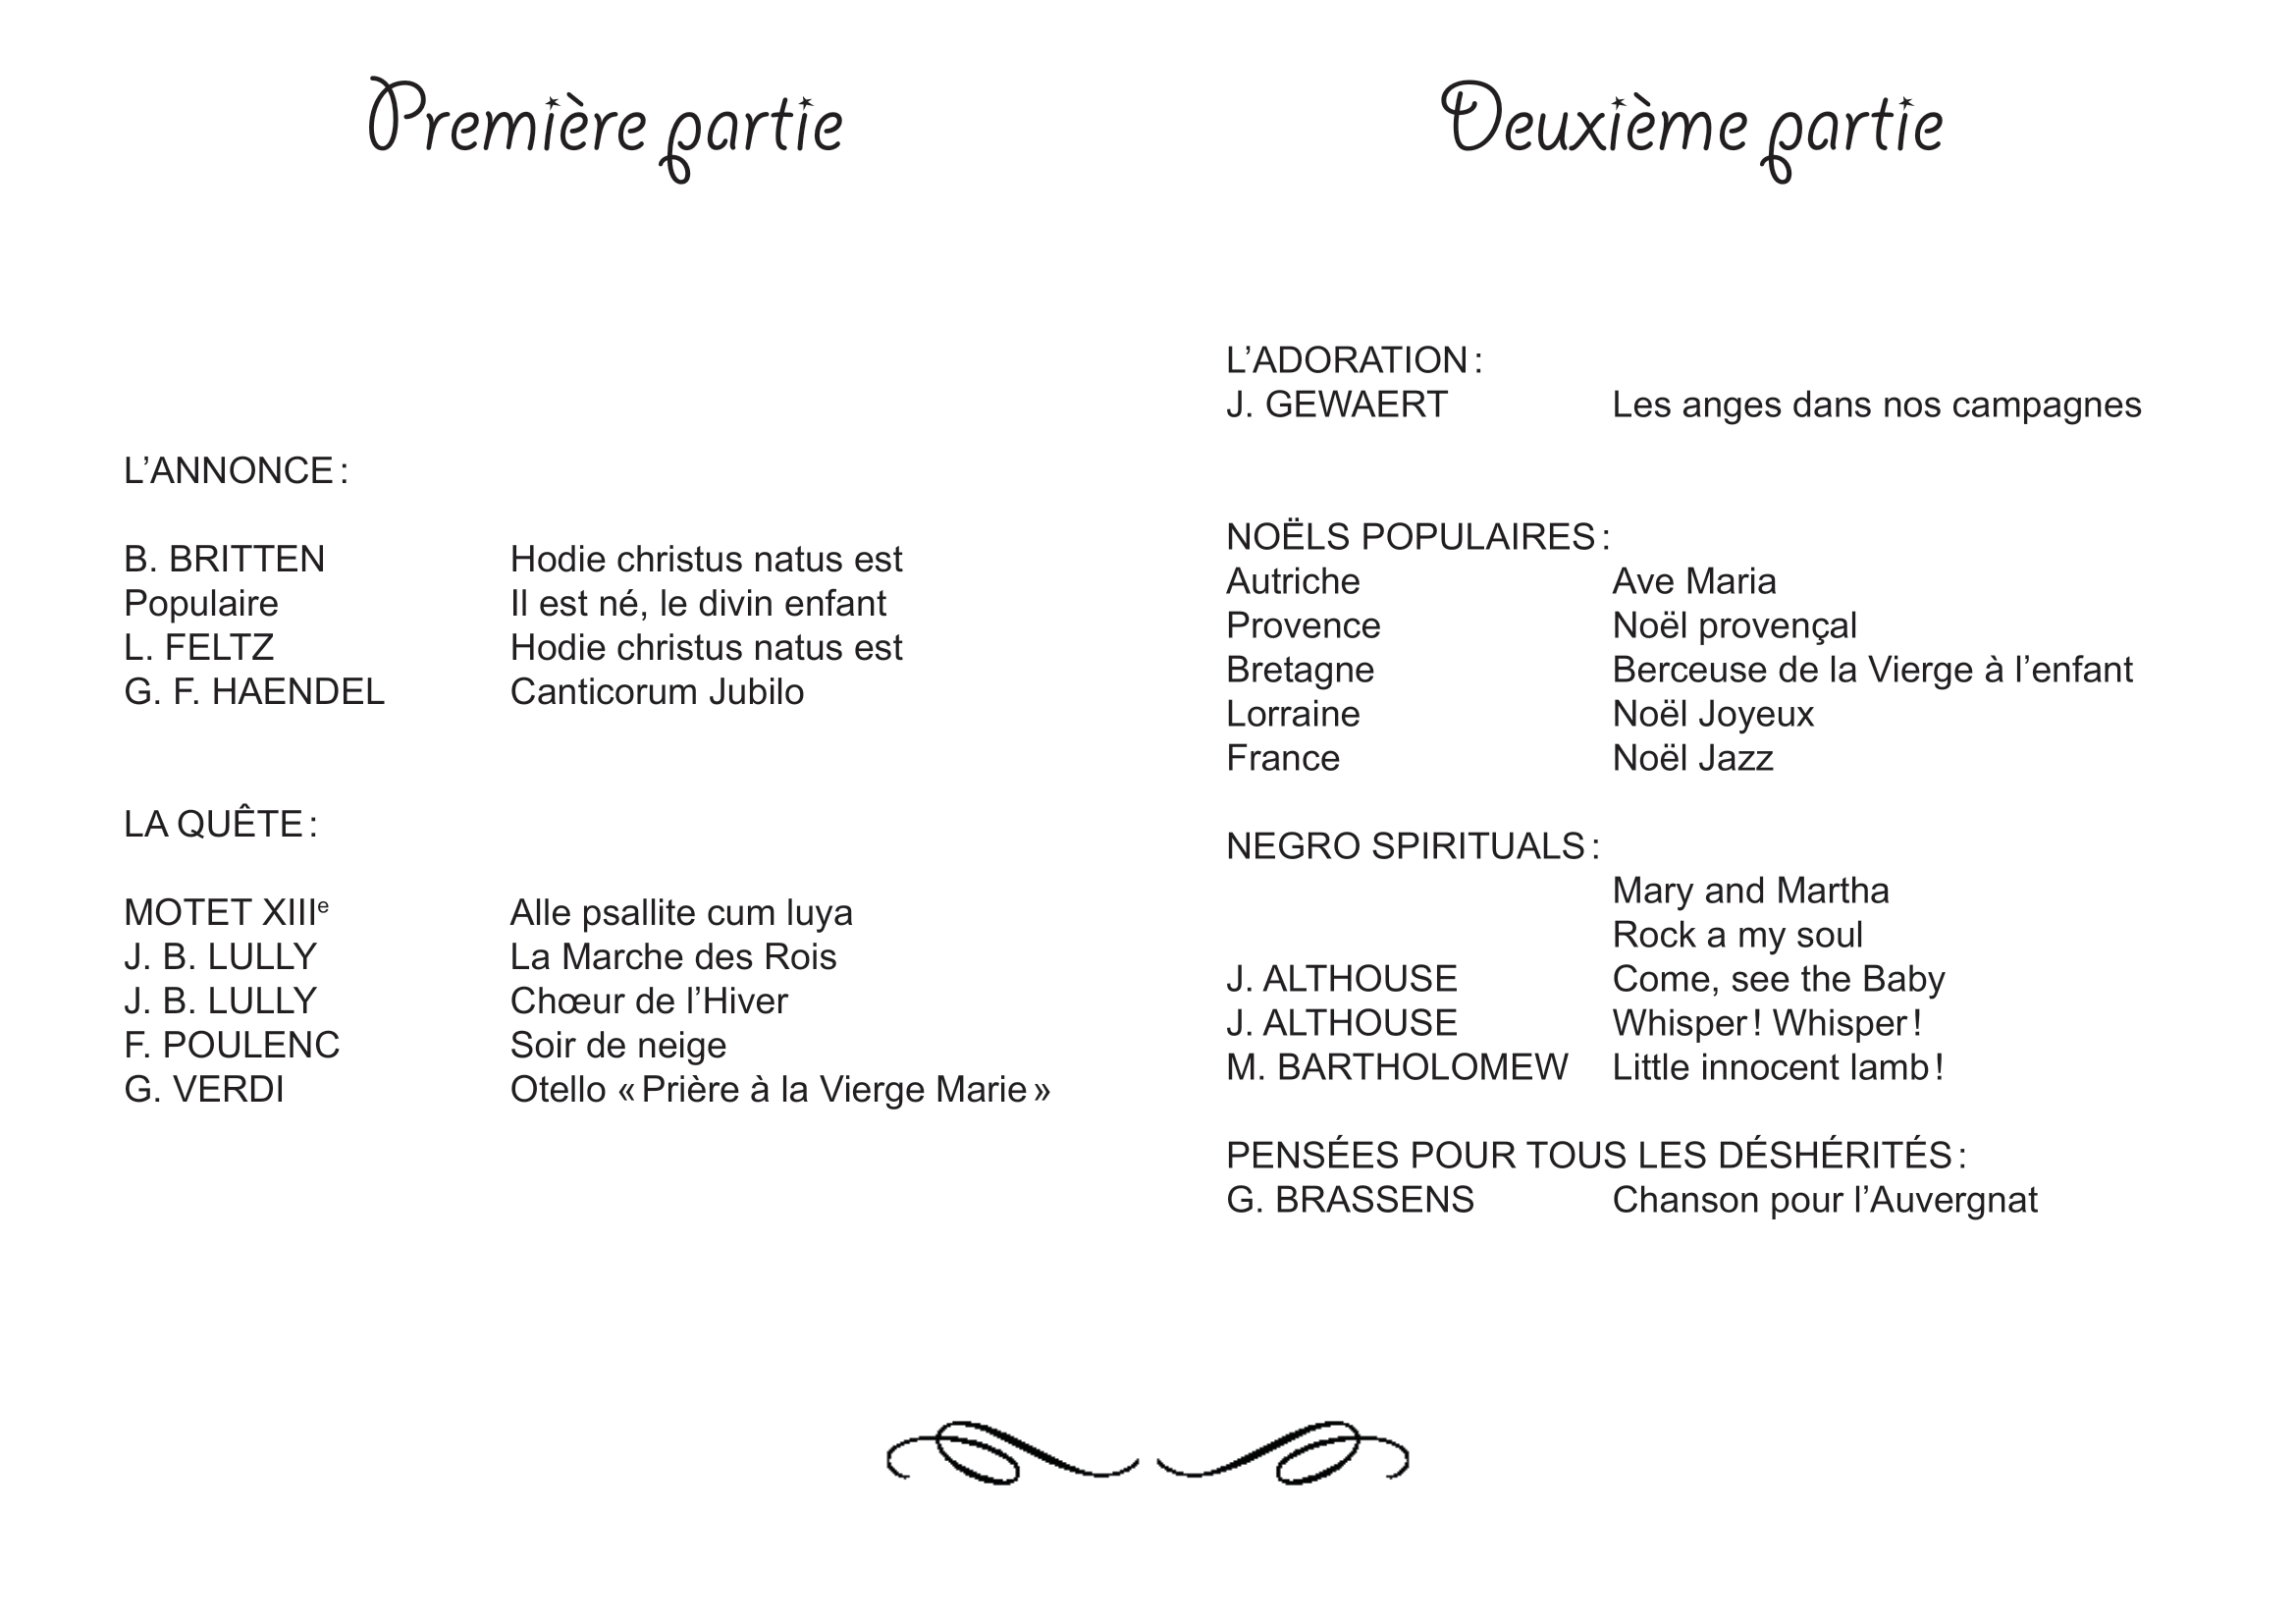 Première partie
L’ANNONCE :
B. BRITTEN Hodie christus natus est
Populaire Il est né, le divin enfant
L. FELTZ Hodie christus natus est
G. F. HAENDEL Canticorum Jubilo
LA QUÊTE :
MOTET XIIIᵉ Alle psallite cum luya
J. B. LULLY La Marche des Rois
J. B. LULLY Chœur de l’Hiver
F. POULENC Soir de neige
G. VERDI Otello « Prière à la Vierge Marie »
Deuxième partie
L’ADORATION :
J. GEWAERT Les anges dans nos campagnes
NOËLS POPULAIRES :
Autriche Ave Maria
Provence Noël provençal
Bretagne Berceuse de la Vierge à l’enfant
Lorraine Noël Joyeux
France Noël Jazz
NEGRO SPIRITUALS :
Mary and Martha
Rock a my soul
J. ALTHOUSE Come, see the Baby
J. ALTHOUSE Whisper ! Whisper !
M. BARTHOLOMEW Little innocent lamb !
PENSÉES POUR TOUS LES DÉSHÉRITÉS :
G. BRASSENS Chanson pour l’Auvergnat